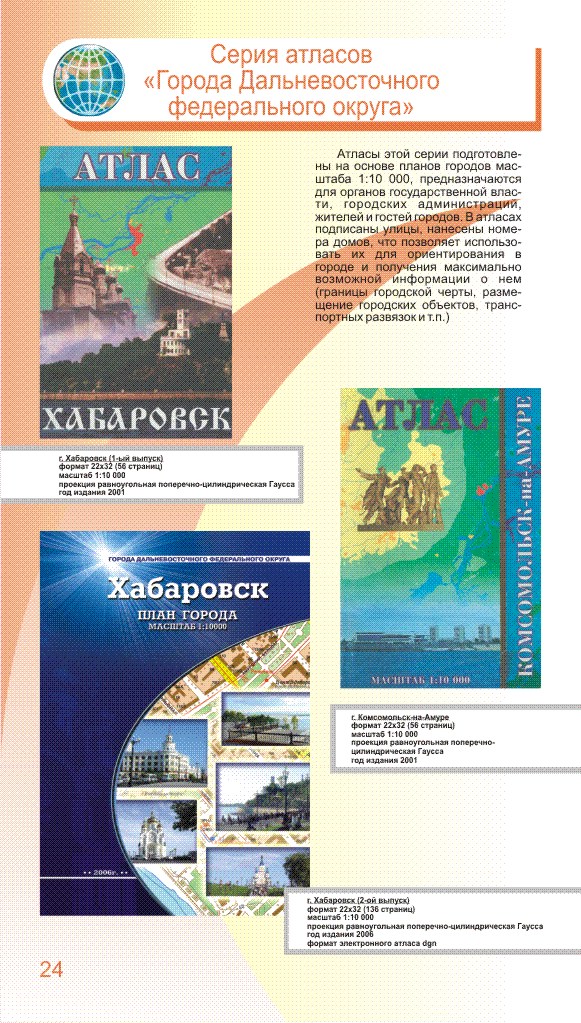 Серия атласов
«Города Дальневосточного
федерального округа»
АТЛАС
ХАБАРОВСК
Атласы этой серии подготовле-
ны на основе планов городов мас-
штаба 1:10 000, предназначаются
для органов государственной влас-
ти, городских администраций,
жителей и гостей городов. В атласах
подписаны улицы, нанесены номе-
ра домов, что позволяет использо-
вать их для ориентирования в
городе и получения максимально
возможной информации о нем
(границы городской черты, разме-
щение городских объектов, транс-
портных развязок и т.п.)
г. Хабаровск (1-ый выпуск)
формат 22х32 (56 страниц)
масштаб 1:10 000
проекция равноугольная поперечно-цилиндрическая Гаусса
год издания 2001
АТЛАС
КОМСОМОЛЬСК-на-АМУРЕ
МАСШТАБ 1:10 000
г. Комсомольск-на-Амуре
формат 22х32 (56 страниц)
масштаб 1:10 000
проекция равноугольная поперечно-
цилиндрическая Гаусса
год издания 2001
ГОРОДА ДАЛЬНЕВОСТОЧНОГО ФЕДЕРАЛЬНОГО ОКРУГА
Хабаровск
ПЛАН ГОРОДА
МАСШТАБ 1:10000
•• 2006г. ••
г. Хабаровск (2-ой выпуск)
формат 22х32 (136 страниц)
масштаб 1:10 000
проекция равноугольная поперечно-цилиндрическая Гаусса
год издания 2006
формат электронного атласа dgn
24